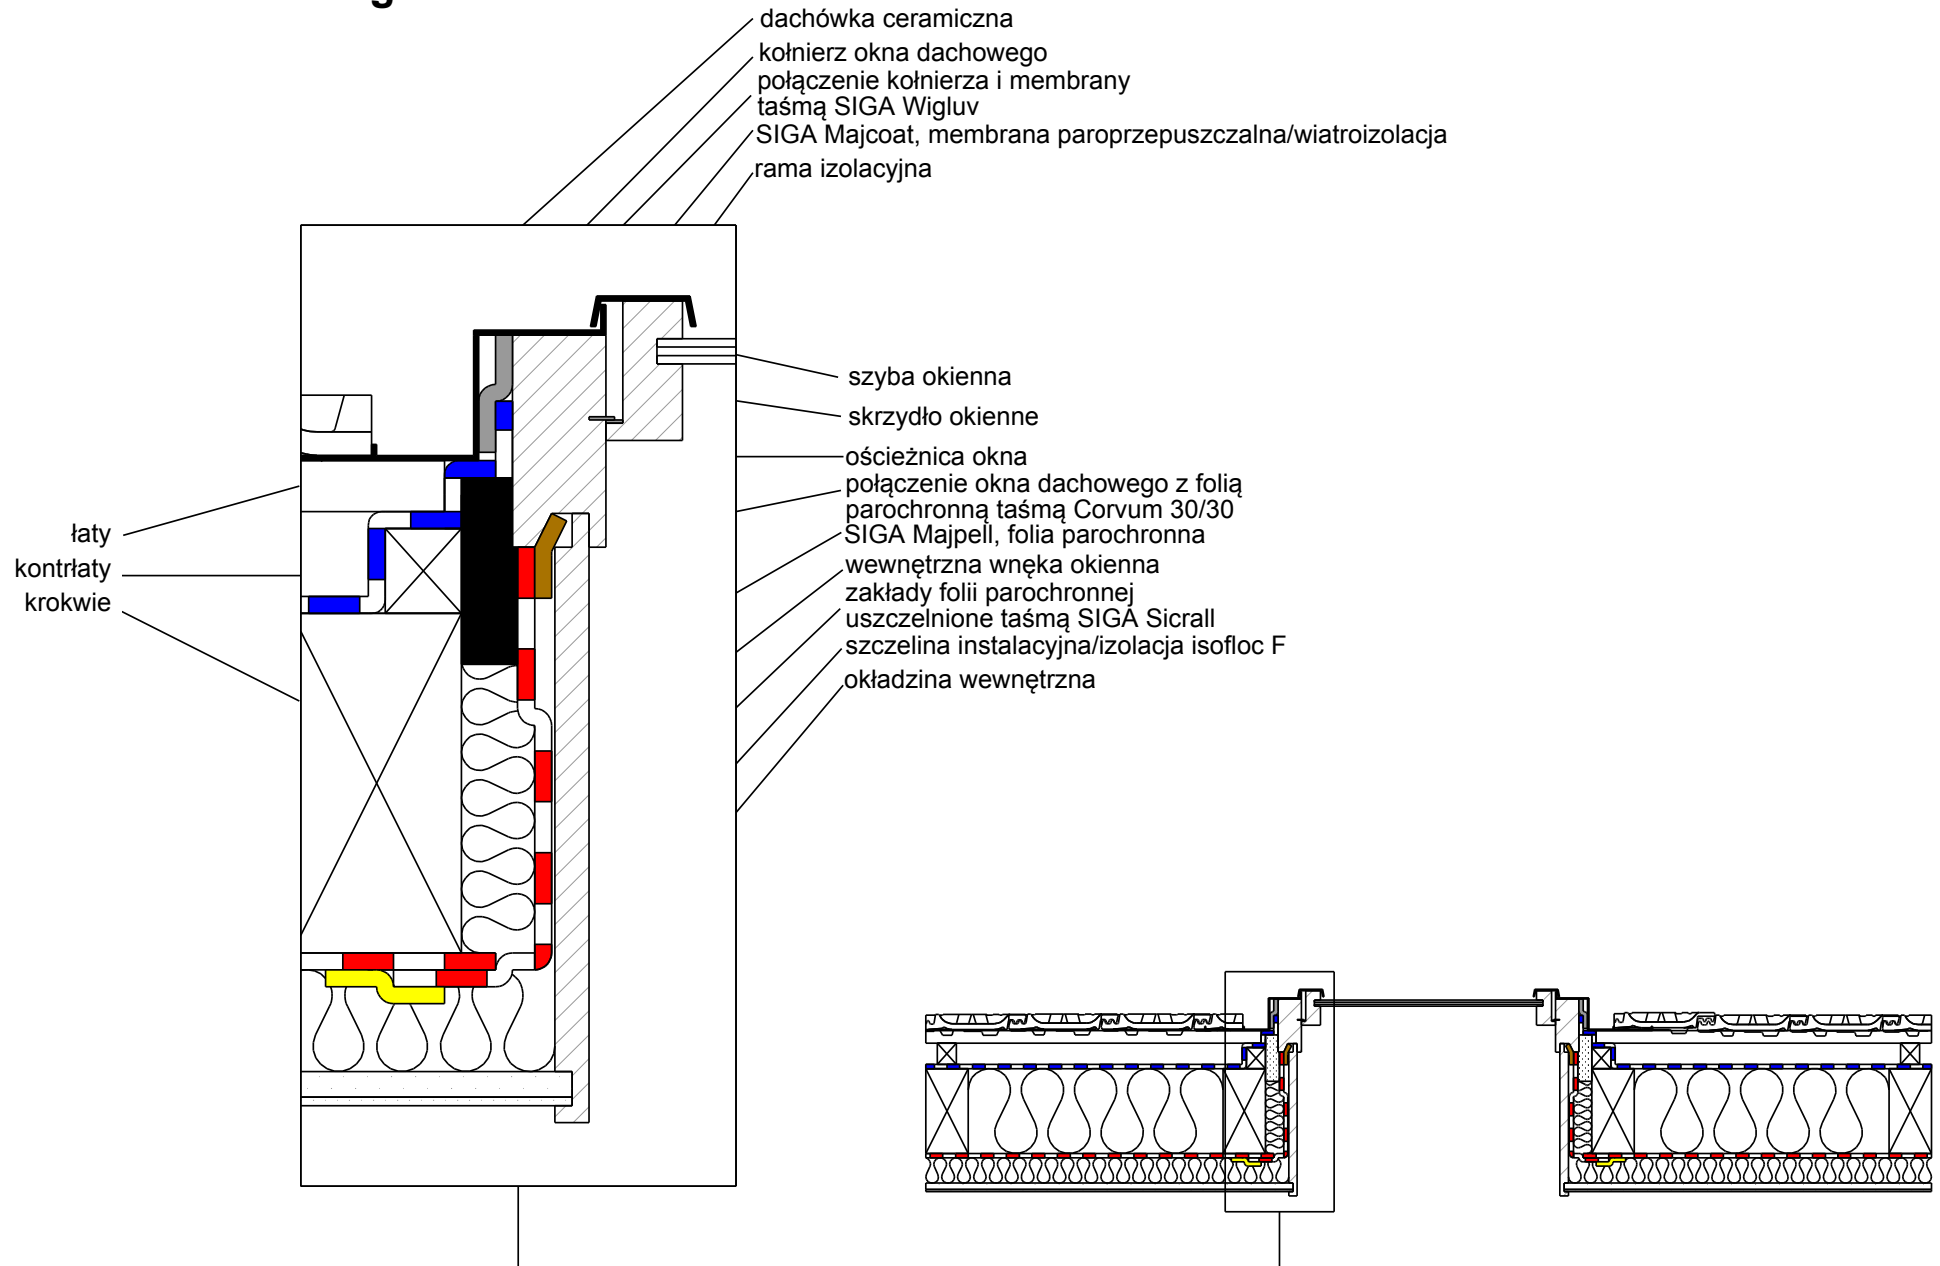 g
dachówka ceramiczna
kołnierz okna dachowego
połączenie kołnierza i membrany
taśmą SIGA Wigluv
SIGA Majcoat, membrana paroprzepuszczalna/wiatroizolacja
rama izolacyjna
szyba okienna
skrzydło okienne
ościeżnica okna
połączenie okna dachowego z folią
parochronną taśmą Corvum 30/30
SIGA Majpell, folia parochronna
wewnętrzna wnęka okienna
zakłady folii parochronnej
uszczelnione taśmą SIGA Sicrall
szczelina instalacyjna/izolacja isofloc F
okładzina wewnętrzna
łaty
kontrłaty
krokwie